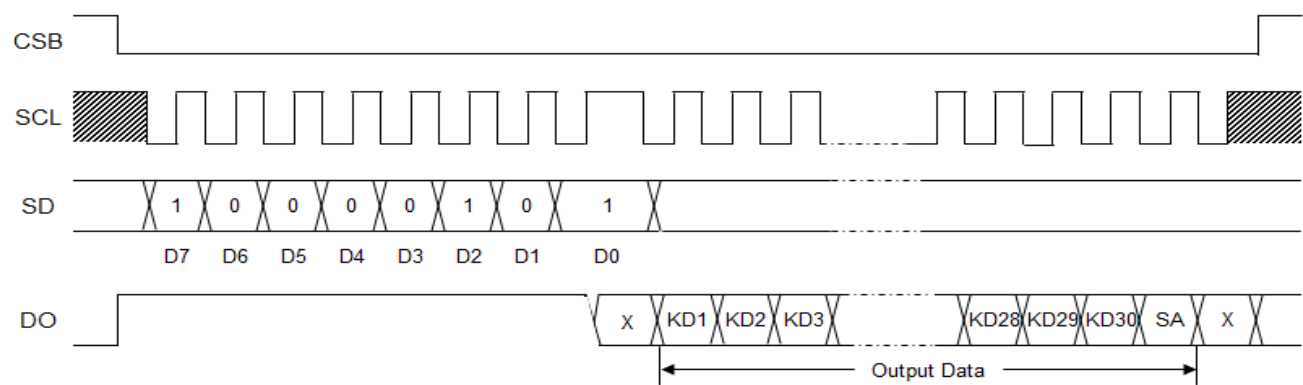 CSB
SCL
SD 1 0 0 0 0 1 0 1
D7 D6 D5 D4 D3 D2 D1 D0
DO X KD1 KD2 KD3 KD28 KD29 KD30 SA X
Output Data